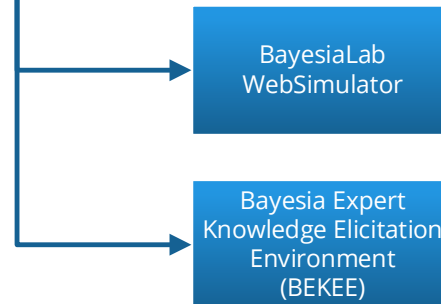 BayesiaLab
WebSimulator
Bayesia Expert
Knowledge Elicitation
Environment
(BEKEE)